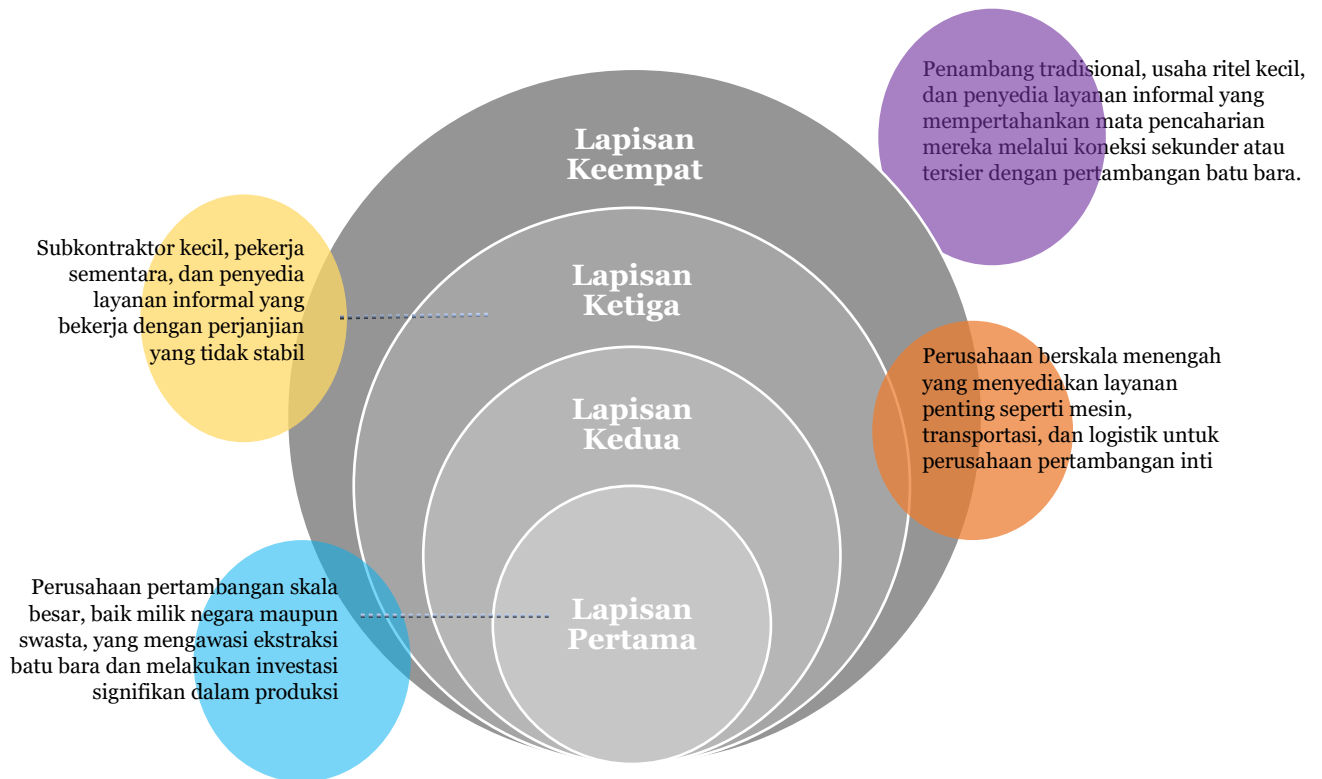 Lapisan
Keempat
Penambang tradisional, usaha ritel kecil,
dan penyedia layanan informal yang
mempertahankan mata pencaharian
mereka melalui koneksi sekunder atau
tersier dengan pertambangan batu bara.
Subkontraktor kecil, pekerja
sementara, dan penyedia
layanan informal yang
bekerja dengan perjanjian
yang tidak stabil
Lapisan
Ketiga
Lapisan
Kedua
Perusahaan berskala menengah
yang menyediakan layanan
penting seperti mesin,
transportasi, dan logistik untuk
perusahaan pertambangan inti
Perusahaan pertambangan skala
besar, baik milik negara maupun
swasta, yang mengawasi ekstraksi
batu bara dan melakukan investasi
signifikan dalam produksi
Lapisan
Pertama